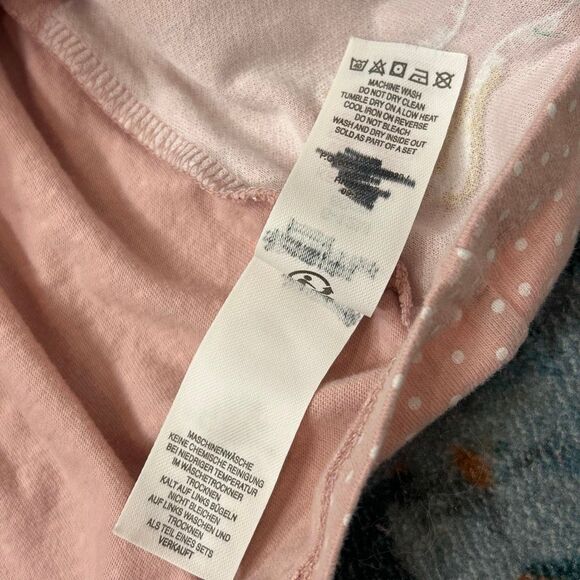 40
MACHINE WASH
DO NOT DRY CLEAN
TUMBLE DRY ON A LOW HEAT
COOL IRON ON REVERSE
DO NOT BLEACH
WASH AND DRY INSIDE OUT
SOLD AS PART OF A SET
MASCHINENWÄSCHE
KEINE CHEMISCHE REINIGUNG
BEI NIEDRIGER TEMPERATUR
IM WÄSCHETROCKNER
TROCKNEN
KALT AUF LINKS BÜGELN
NICHT BLEICHEN
AUF LINKS WASCHEN UND
TROCKNEN
ALS TEIL EINES SETS
VERKAUFT